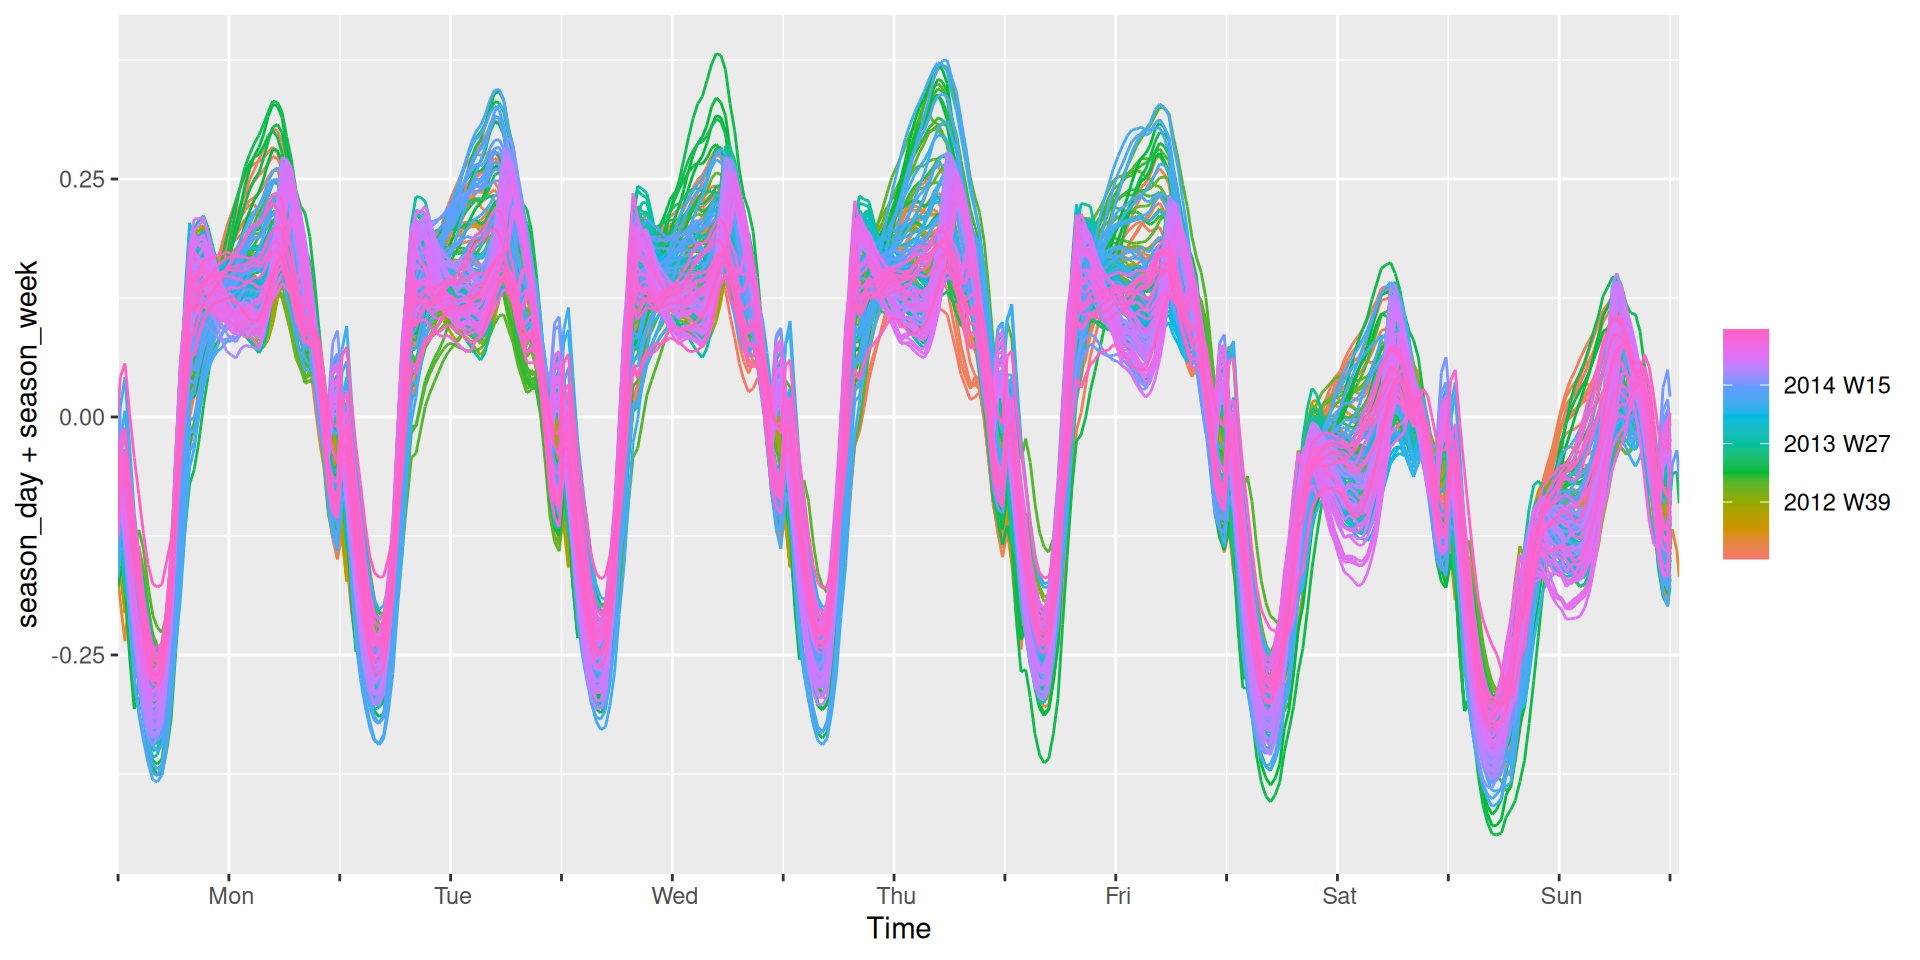 0.25
0.00
-0.25
season_day + season_week
Mon Tue Wed Thu Fri Sat Sun
Time
2014 W15
2013 W27
2012 W39